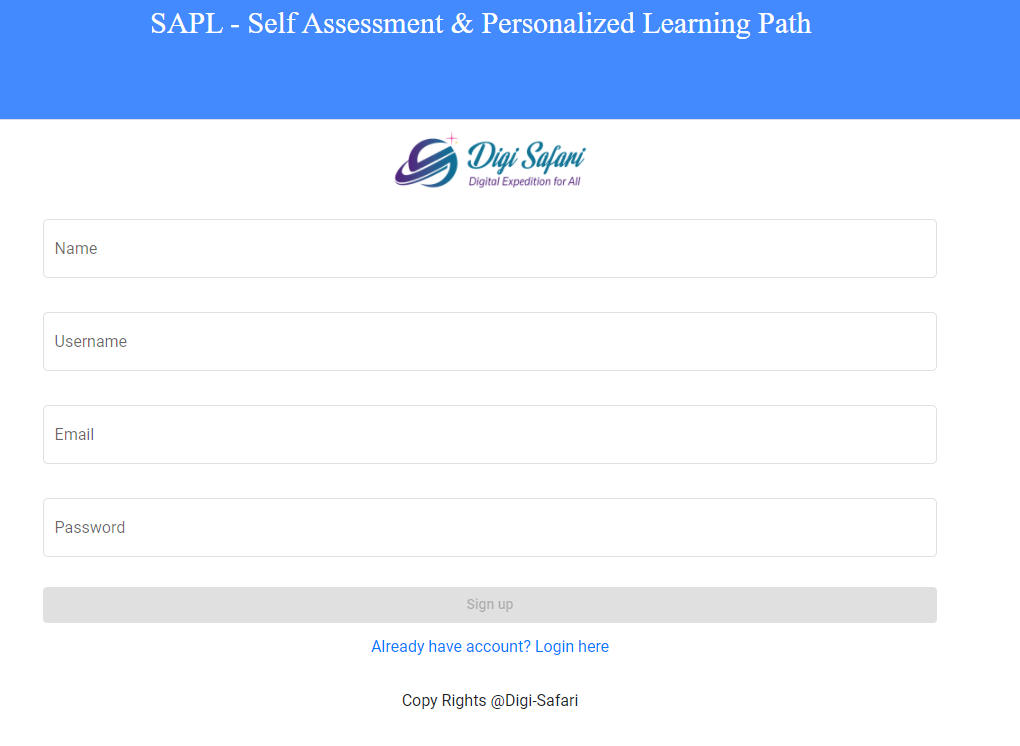 SAPL - Self Assessment & Personalized Learning Path
Digi Safari
Digital Expedition for All
Name
Username
Email
Password
Sign up
Already have account? Login here
Copy Rights @Digi-Safari